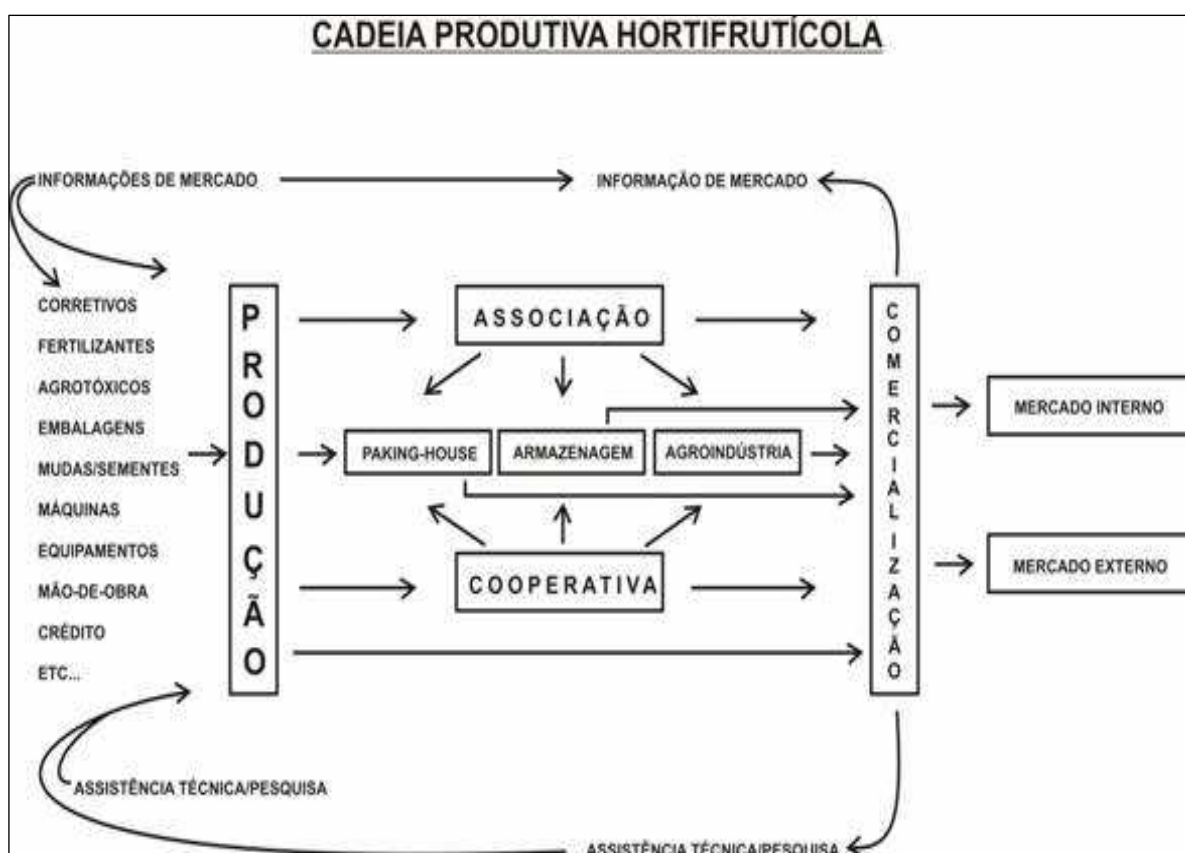 CADEIA PRODUTIVA HORTIFRUTÍCOLA
INFORMAÇÕES DE MERCADO
INFORMAÇÃO DE MERCADO
CORRETIVOS
FERTILIZANTES
AGROTÓXICOS
EMBALAGENS
MUDAS/SEMENTES
MÁQUINAS
EQUIPAMENTOS
MÃO-DE-OBRA
CRÉDITO
ETC...
PRODUÇÃO
ASSOCIAÇÃO
PAKING-HOUSE
ARMAZENAGEM
AGROINDÚSTRIA
COOPERATIVA
COMERCIALIZAÇÃO
MERCADO INTERNO
MERCADO EXTERNO
ASSISTÊNCIA TÉCNICA/PESQUISA
ASSISTÊNCIA TÉCNICA/PESQUISA